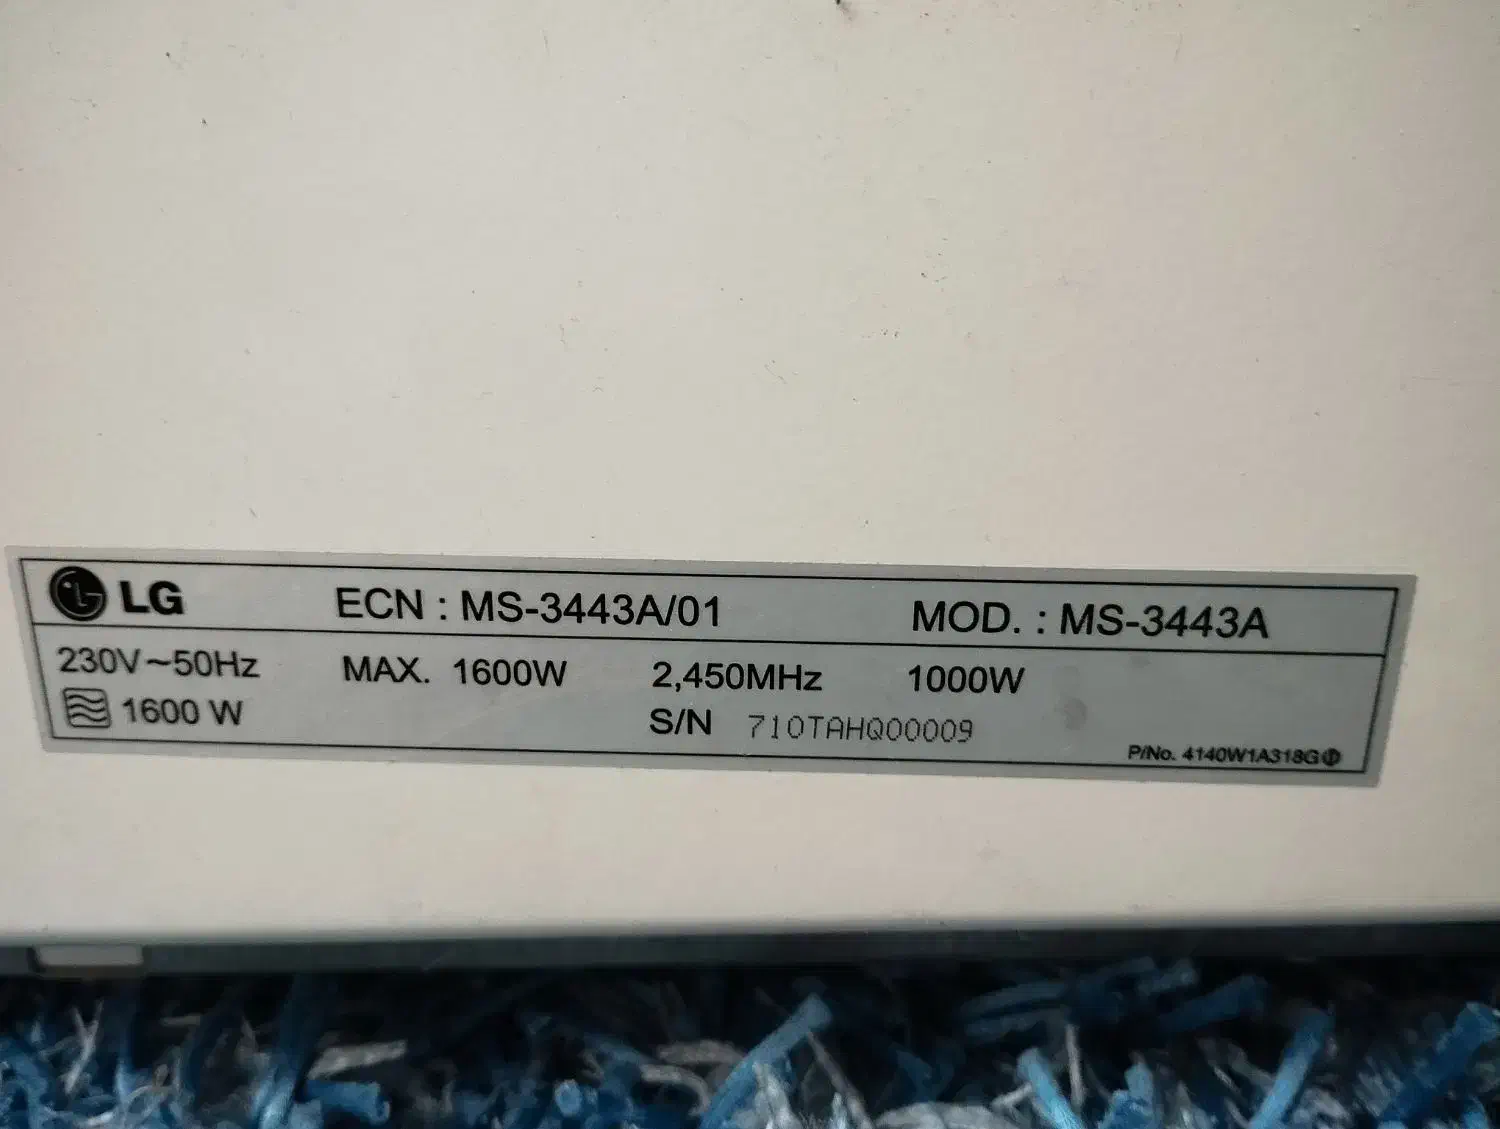 LG ECN : MS-3443A/01 MOD. : MS-3443A
230V~50Hz MAX. 1600W 2,450MHz 1000W
1600 W S/N 710TAHQ00009
P/No. 4140W1A318G